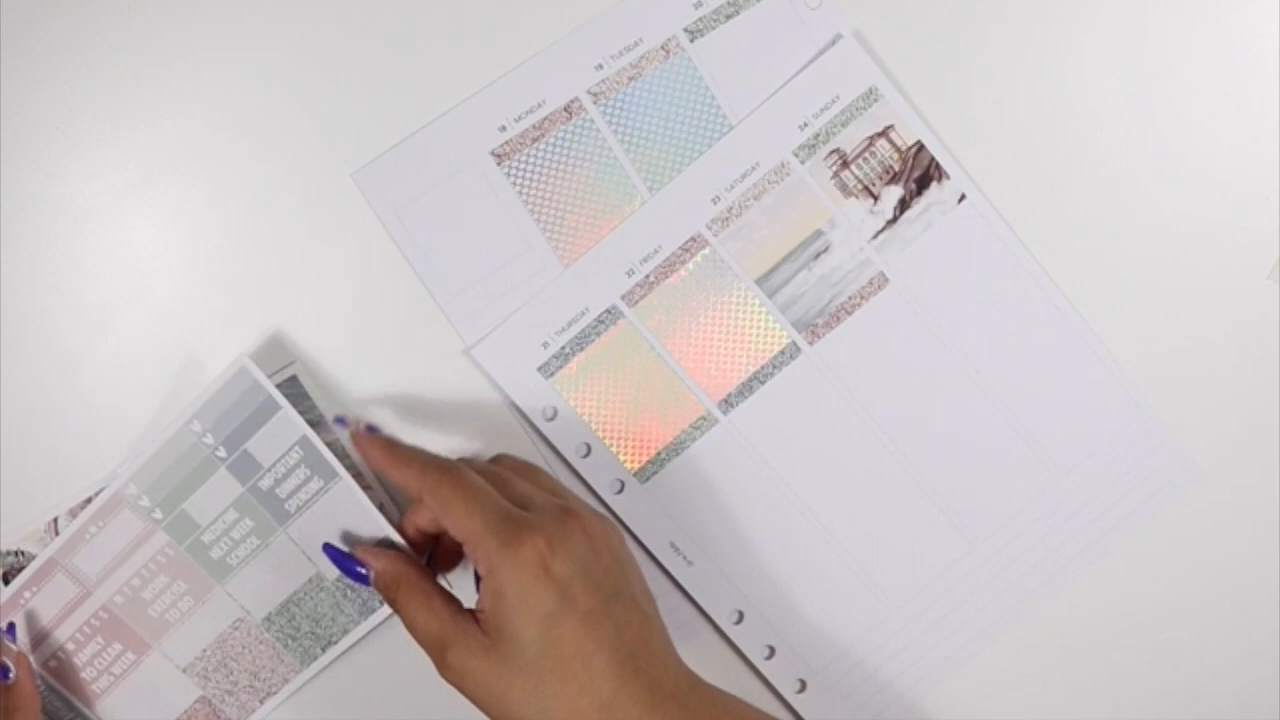 20
19 | TUESDAY
18 | MONDAY
24 | SUNDAY
23 | SATURDAY
22 | FRIDAY
21 | THURSDAY
IMPORTANT
DINNERS
SPENDING
MEDICINE
NEXT WEEK
SCHOOL
WORK
EXERCISE
TO DO
FAMILY
TO CLEAN
THIS WEEK